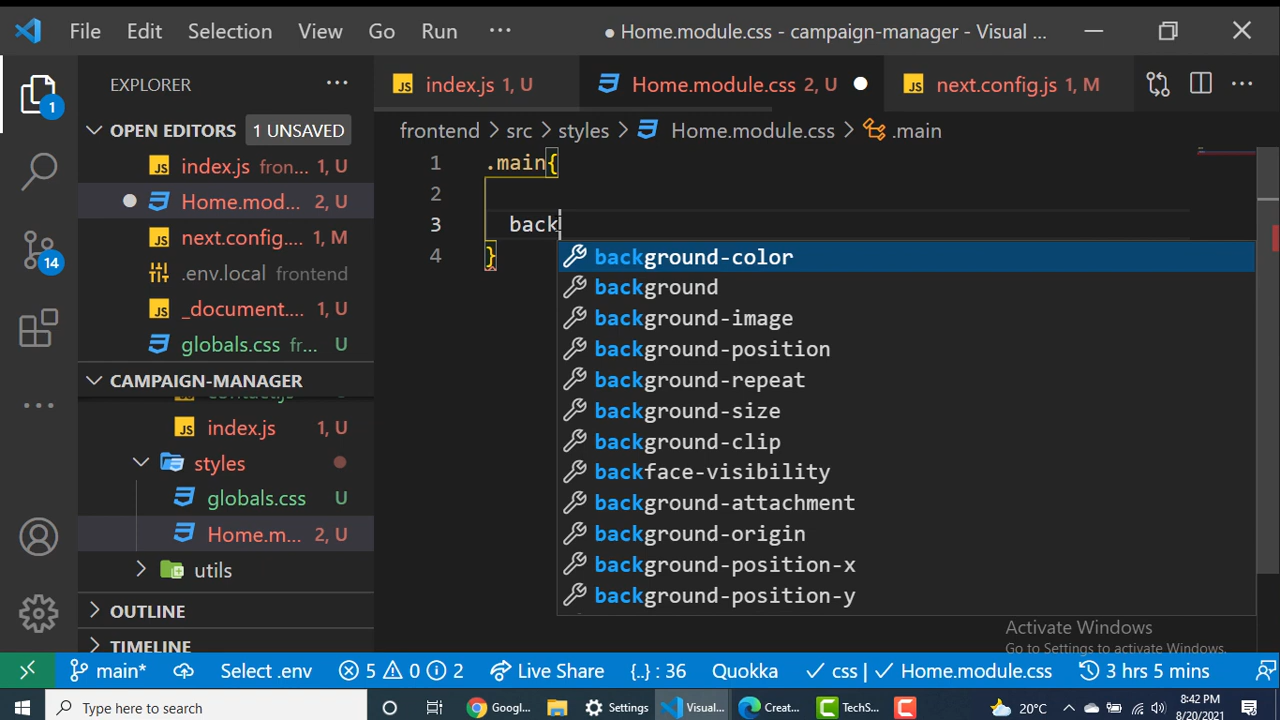 File Edit Selection View Go Run ··· ● Home.module.css - campaign-manager - Visual ...
EXPLORER ···
index.js 1, U Home.module.css 2, U ● next.config.js 1, M ···
OPEN EDITORS 1 UNSAVED
frontend > src > styles > Home.module.css > .main
index.js fron... 1, U
Home.mod... 2, U
next.config.... 1, M
.env.local frontend
_document.... 1, U
globals.css fr... U
1 .main{
2
3 back
4 }
background-color
background
background-image
background-position
background-repeat
background-size
background-clip
backface-visibility
background-attachment
background-origin
background-position-x
background-position-y
1
14
CAMPAIGN-MANAGER
contact.js U
index.js 1, U
styles
globals.css U
Home.m... 2, U
utils
OUTLINE
TIMELINE
Activate Windows
Go to Settings to activate Windows.
main* Select .env 5 0 2 Live Share {..} : 36 Quokka ✓ css | ✓ Home.module.css 3 hrs 5 mins
Type here to search Googl... Settings Visual... Creat... TechS... 20°C 8:42 PM
8/20/2021